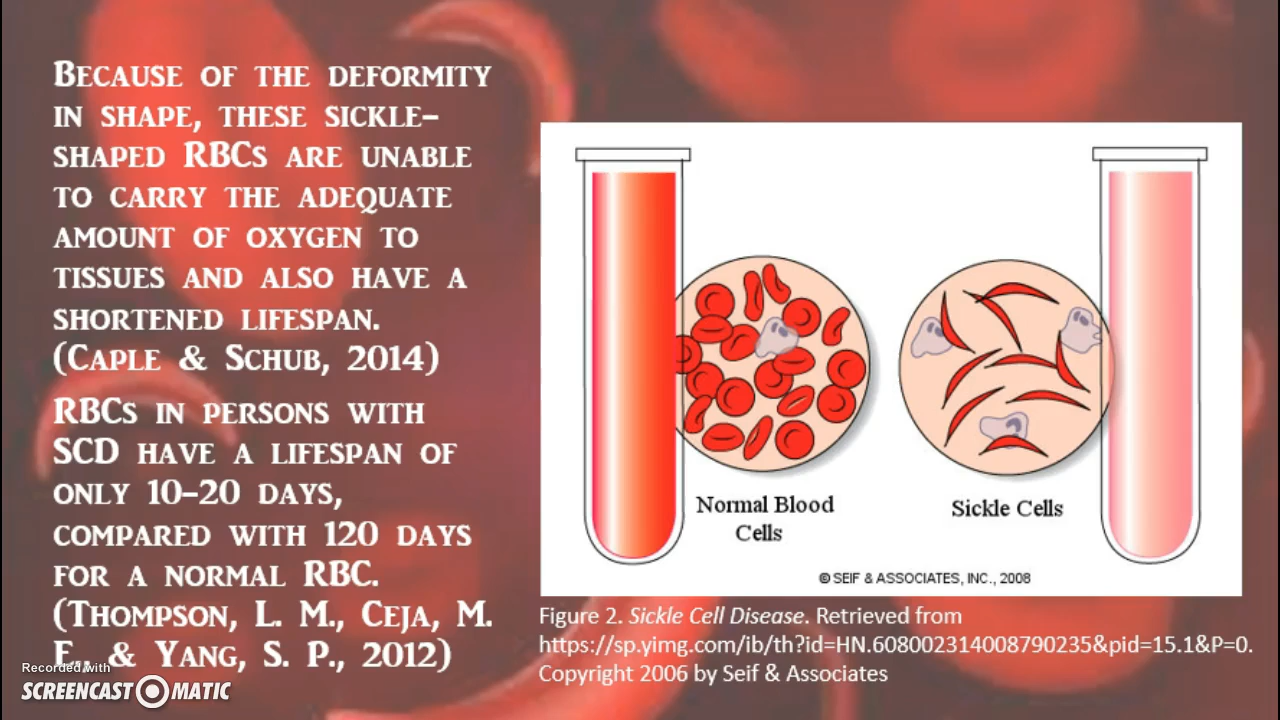 Because of the deformity
in shape, these sickle-
shaped RBCs are unable
to carry the adequate
amount of oxygen to
tissues and also have a
shortened lifespan.
(Caple & Schub, 2014)
RBCs in persons with
SCD have a lifespan of
only 10-20 days,
compared with 120 days
for a normal RBC.
(Thompson, L. M., Ceja, M.
E., & Yang, S. P., 2012)
Normal Blood
Cells
Sickle Cells
© SEIF & ASSOCIATES, INC., 2008
Figure 2. Sickle Cell Disease. Retrieved from
https://sp.yimg.com/ib/th?id=HN.608002314008790235&pid=15.1&P=0.
Copyright 2006 by Seif & Associates
Recorded with
SCREENCAST-O-MATIC